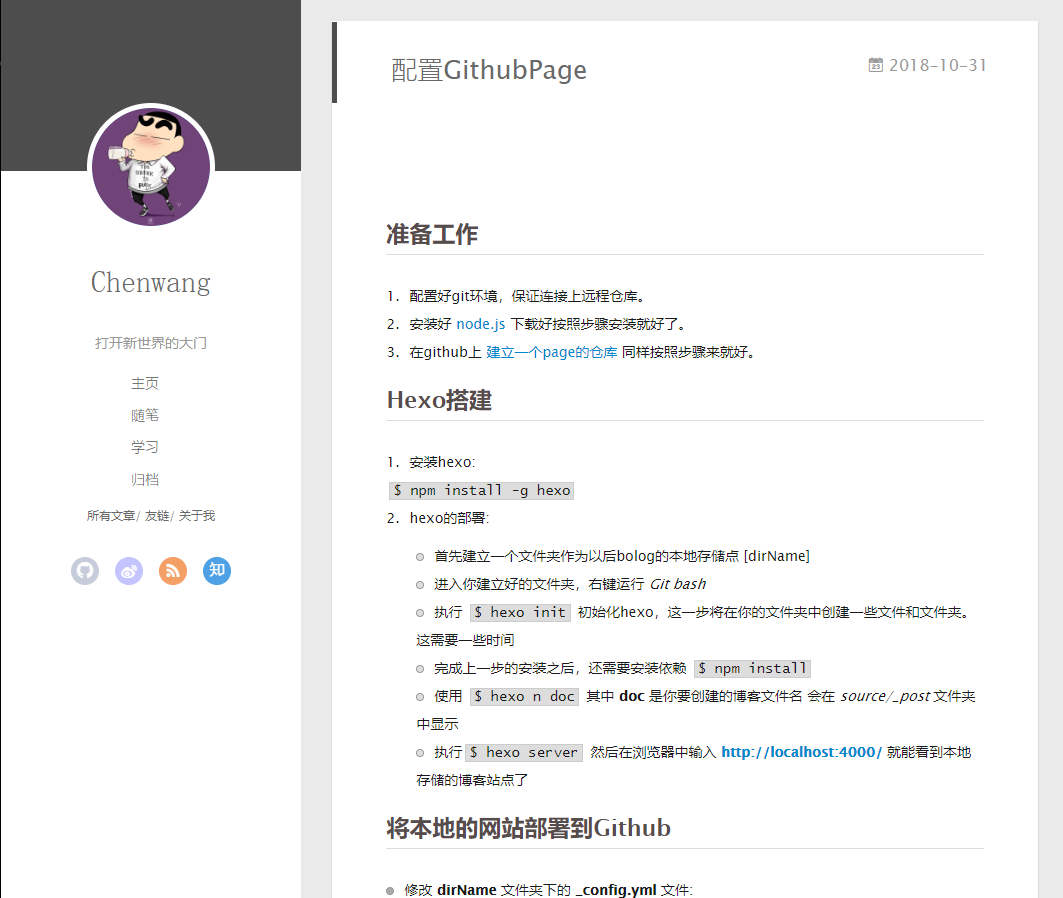 Chenwang
打开新世界的大门
主页
随笔
学习
归档
所有文章/ 友链/ 关于我
知
配置GithubPage
2018-10-31
准备工作
1. 配置好git环境，保证连接上远程仓库。
2. 安装好 node.js 下载好按照步骤安装就好了。
3. 在github上 建立一个page的仓库 同样按照步骤来就好。
Hexo搭建
1. 安装hexo:
$ npm install -g hexo
2. hexo的部署:
首先建立一个文件夹作为以后bolog的本地存储点 [dirName]
进入你建立好的文件夹，右键运行 Git bash
执行 $ hexo init 初始化hexo，这一步将在你的文件夹中创建一些文件和文件夹。
这需要一些时间
完成上一步的安装之后，还需要安装依赖 $ npm install
使用 $ hexo n doc 其中 doc 是你要创建的博客文件名 会在 source/_post 文件夹
中显示
执行 $ hexo server 然后在浏览器中输入 http://localhost:4000/ 就能看到本地
存储的博客站点了
将本地的网站部署到Github
修改 dirName 文件夹下的 _config.yml 文件: